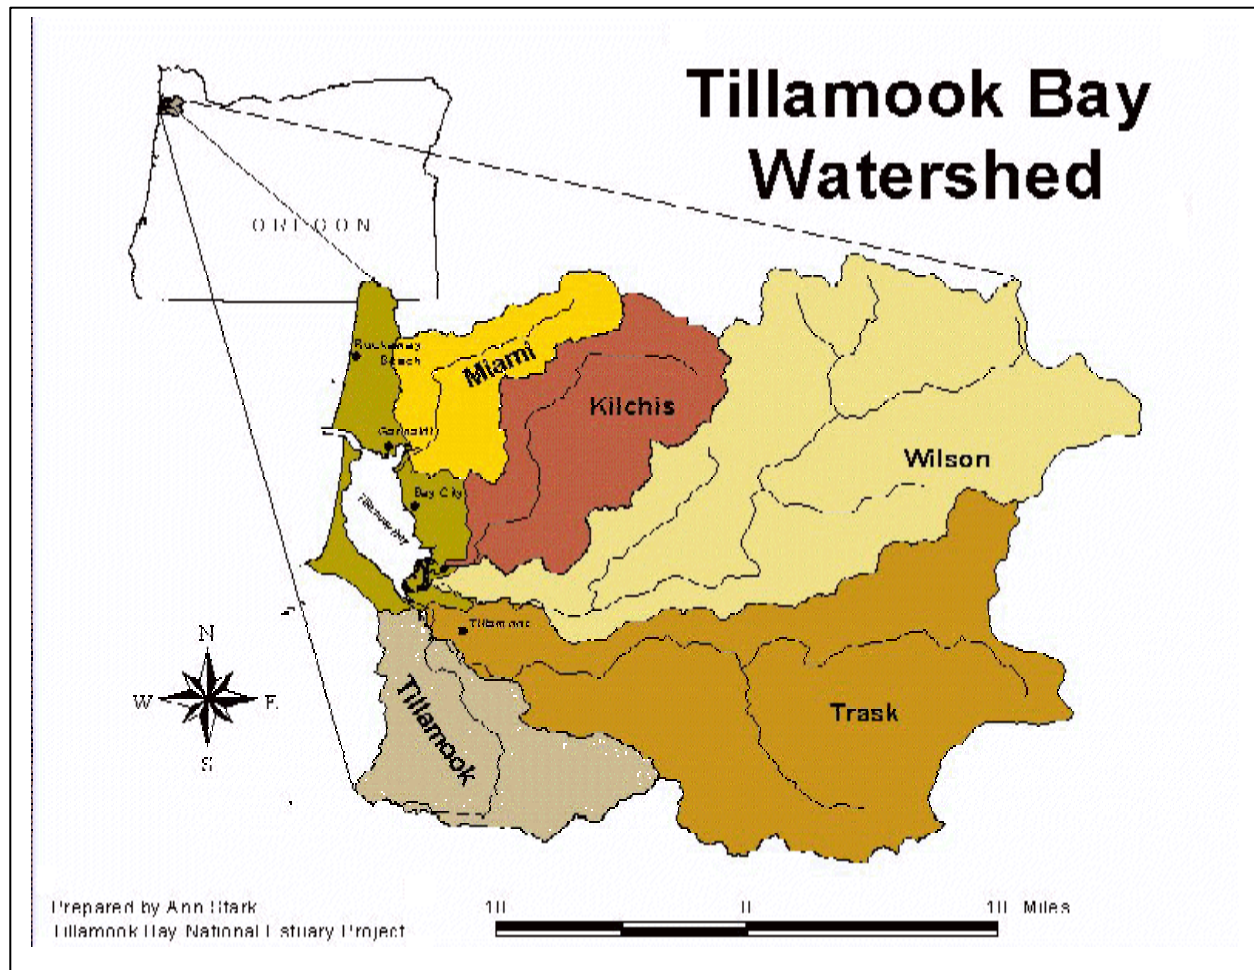 Tillamook Bay
Watershed
OREGON
Rockaway
Beach
Miami
Kilchis
Garibaldi
Wilson
Bay City
Tillamook
N
W
E
S
Tillamook
Trask
Prepared by Ann Stark
Tillamook Bay National Estuary Project
10 0 10 Miles